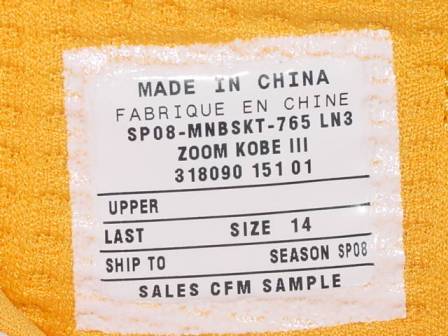 MADE IN CHINA
FABRIQUE EN CHINE
SP08-MNBSKT-765 LN3
ZOOM KOBE III
318090 151 01
UPPER
LAST SIZE 14
SHIP TO SEASON SP08
SALES CFM SAMPLE